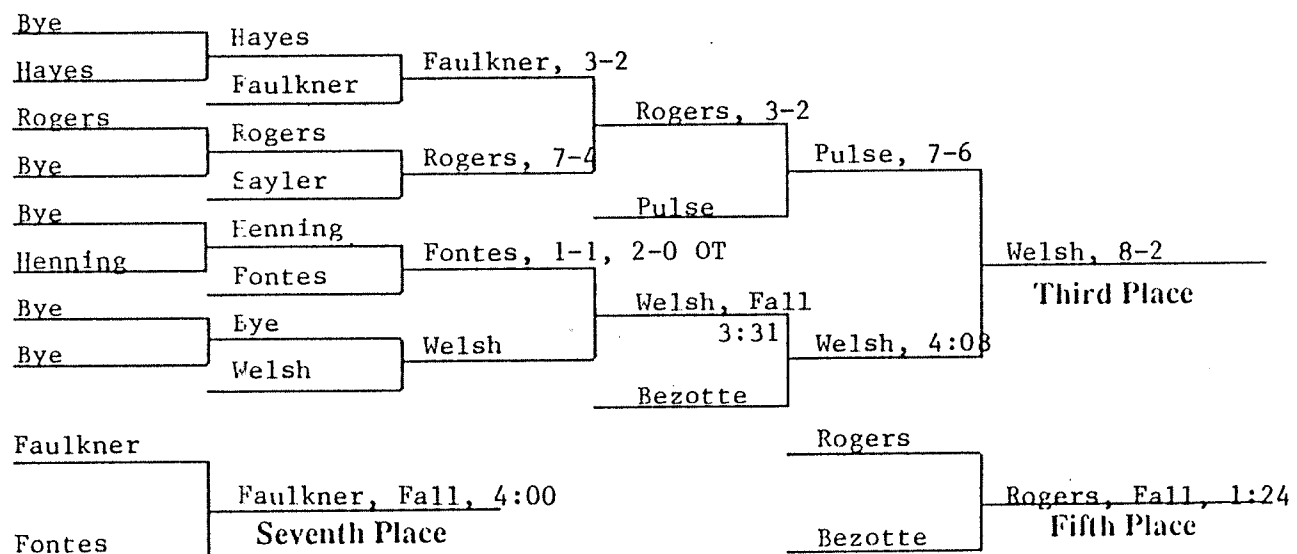 Bye
Hayes
Hayes
Faulkner
Faulkner, 3-2
Rogers
Bye
Rogers
Sayler
Rogers, 7-4
Rogers, 3-2
Pulse
Pulse, 7-6
Bye
Henning
Henning
Fontes
Fontes, 1-1, 2-0 OT
Bye
Bye
Bye
Welsh
Welsh
Welsh, Fall
3:31
Bezotte
Welsh, 4:08
Welsh, 8-2
Third Place
Faulkner
Fontes
Faulkner, Fall, 4:00
Seventh Place
Rogers
Bezotte
Rogers, Fall, 1:24
Fifth Place